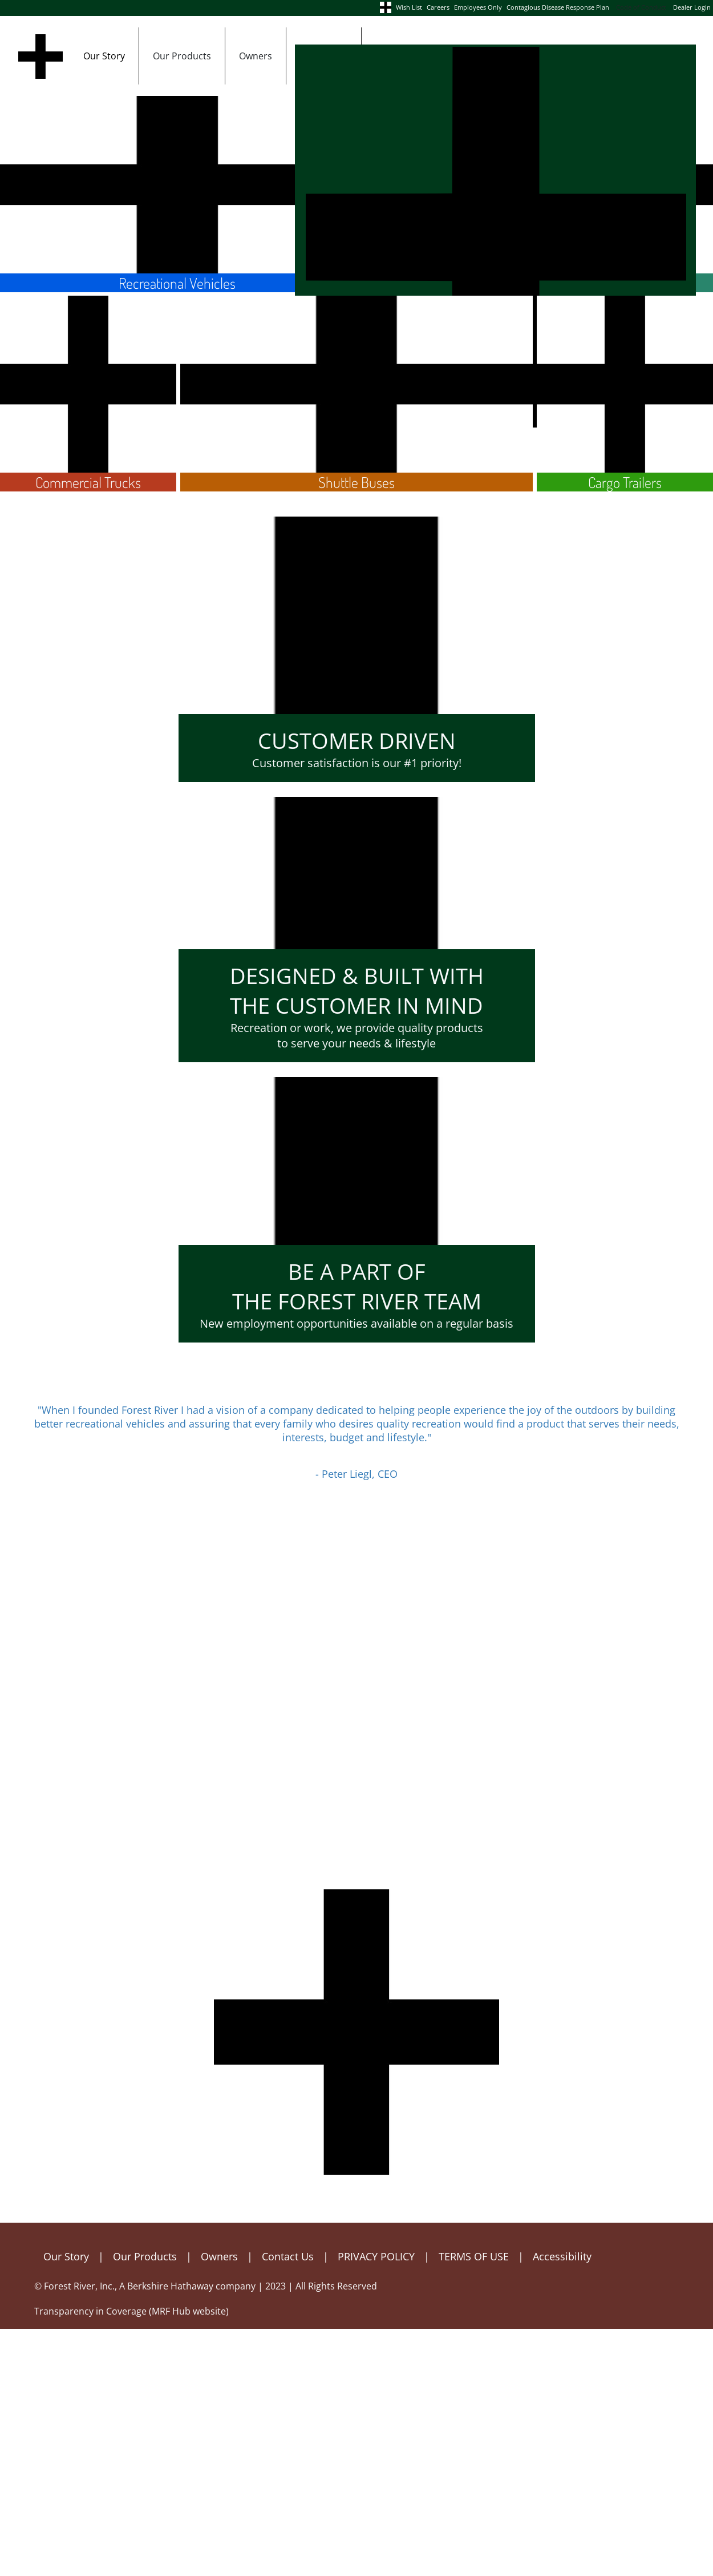 Wish List Careers Employees Only Contagious Disease Response Plan Dealer Login
Our Story Our Products Owners
Recreational Vehicles
Commercial Trucks Shuttle Buses Cargo Trailers
CUSTOMER DRIVEN
Customer satisfaction is our #1 priority!
DESIGNED & BUILT WITH
THE CUSTOMER IN MIND
Recreation or work, we provide quality products
to serve your needs & lifestyle
BE A PART OF
THE FOREST RIVER TEAM
New employment opportunities available on a regular basis
"When I founded Forest River I had a vision of a company dedicated to helping people experience the joy of the outdoors by building
better recreational vehicles and assuring that every family who desires quality recreation would find a product that serves their needs,
interests, budget and lifestyle."
- Peter Liegl, CEO
Our Story | Our Products | Owners | Contact Us | PRIVACY POLICY | TERMS OF USE | Accessibility
© Forest River, Inc., A Berkshire Hathaway company | 2023 | All Rights Reserved
Transparency in Coverage (MRF Hub website)